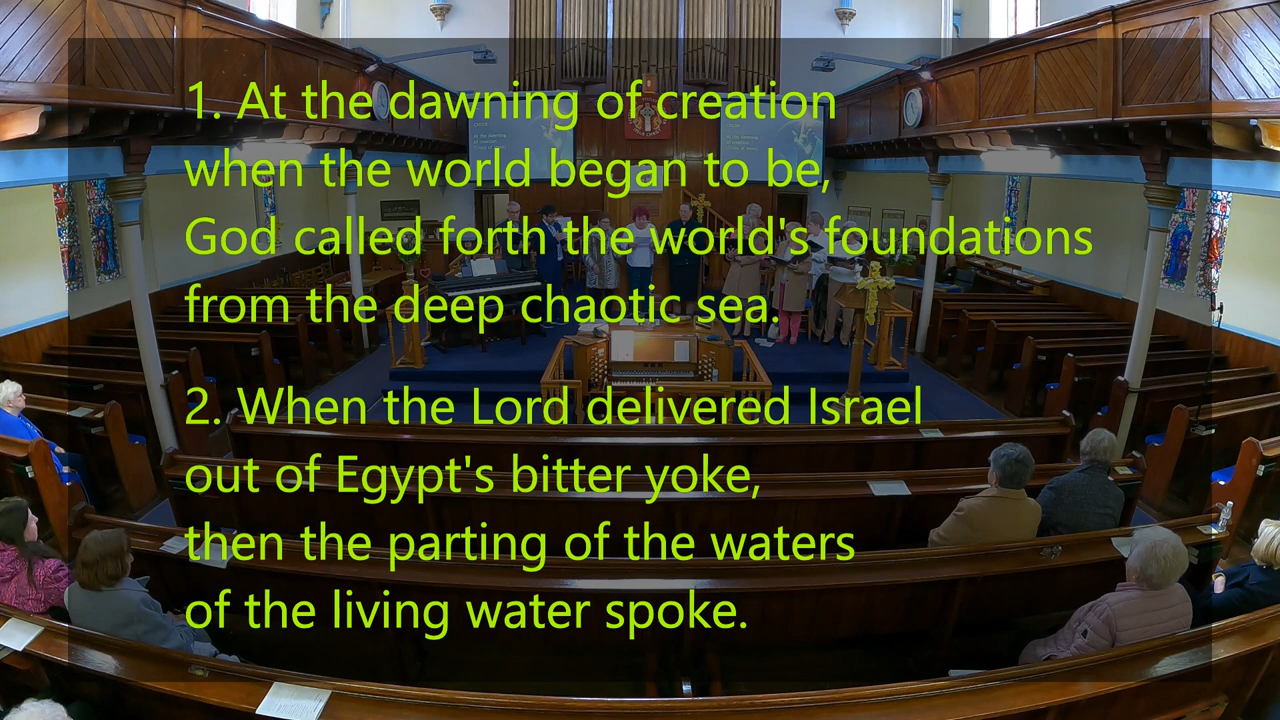 1. At the dawning of creation
when the world began to be,
God called forth the world's foundations
from the deep chaotic sea.
2. When the Lord delivered Israel
out of Egypt's bitter yoke,
then the parting of the waters
of the living water spoke.